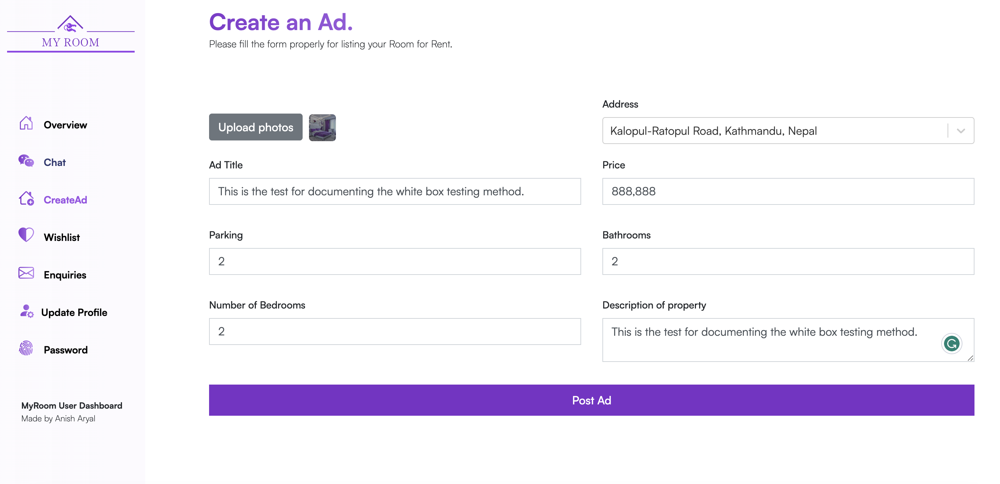 MY ROOM
Overview
Chat
CreateAd
Wishlist
Enquiries
Update Profile
Password
MyRoom User Dashboard
Made by Anish Aryal
Create an Ad.
Please fill the form properly for listing your Room for Rent.
Upload photos
Address
Kalopul-Ratopul Road, Kathmandu, Nepal
Ad Title
This is the test for documenting the white box testing method.
Price
888,888
Parking
2
Bathrooms
2
Number of Bedrooms
2
Description of property
This is the test for documenting the white box testing method.
Post Ad